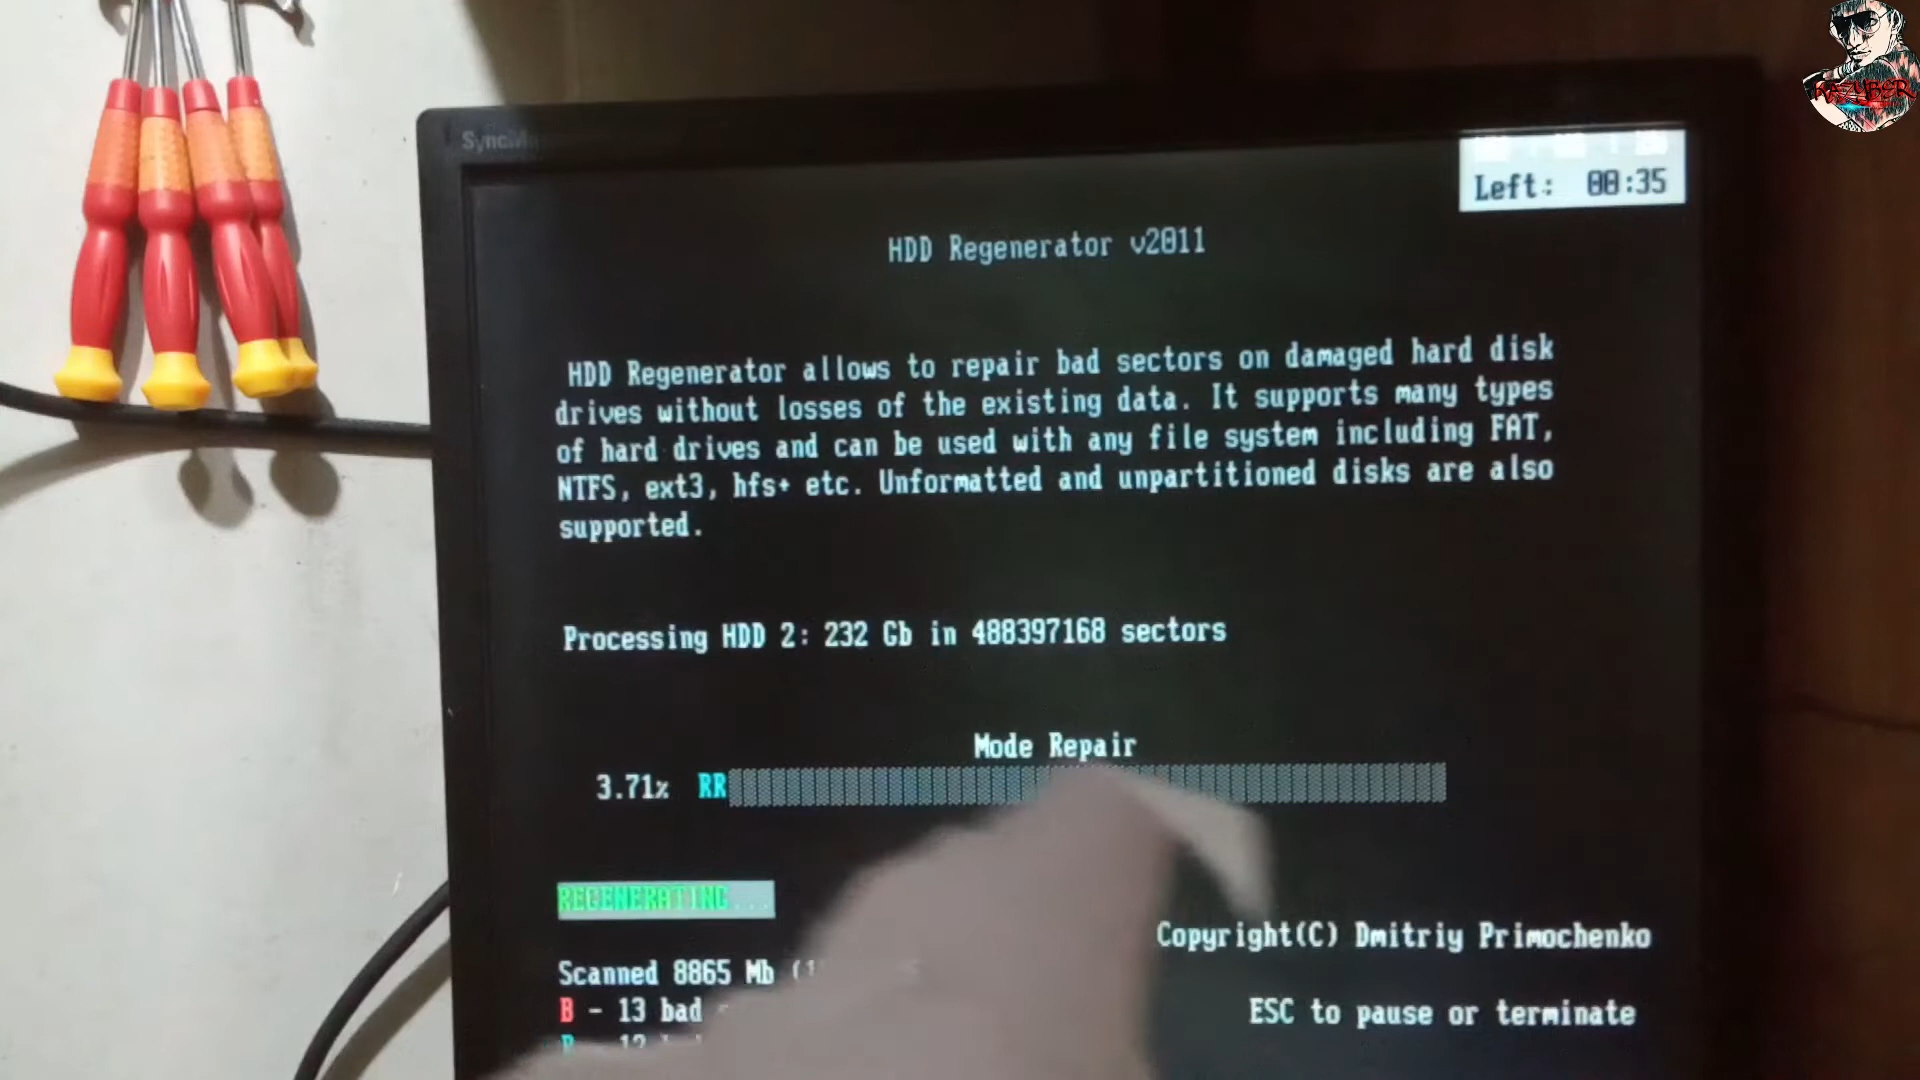 KAZYBER
SyncMa
Left: 00:35
HDD Regenerator v2011
HDD Regenerator allows to repair bad sectors on damaged hard disk
drives without losses of the existing data. It supports many types
of hard drives and can be used with any file system including FAT,
NTFS, ext3, hfs+ etc. Unformatted and unpartitioned disks are also
supported.
Processing HDD 2: 232 Gb in 488397168 sectors
Mode Repair
3.71% RR
REGENERATING...
Copyright(C) Dmitriy Primochenko
Scanned 8865 Mb
B - 13 bad
ESC to pause or terminate